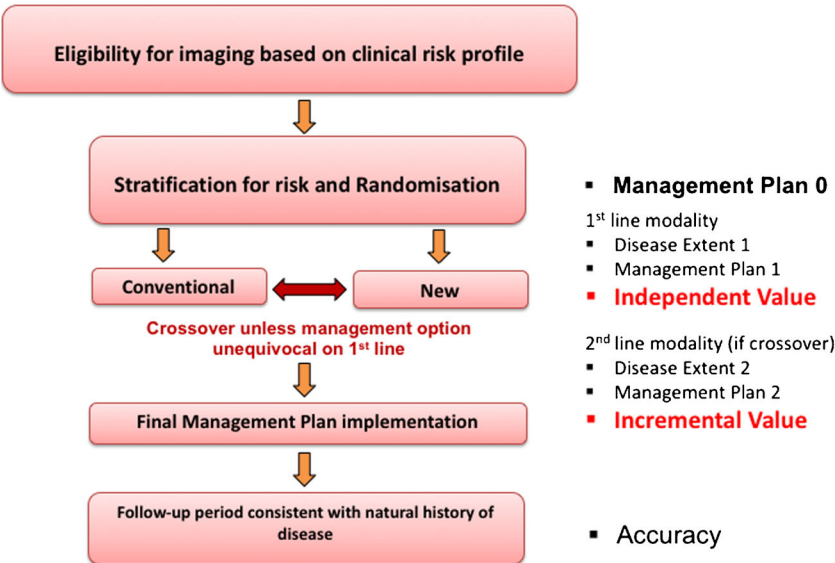 Eligibility for imaging based on clinical risk profile
Stratification for risk and Randomisation
Conventional
New
Crossover unless management option
unequivocal on 1st line
Final Management Plan implementation
Follow-up period consistent with natural history of
disease
▪ Management Plan 0
1st line modality
▪ Disease Extent 1
▪ Management Plan 1
▪ Independent Value
2nd line modality (if crossover)
▪ Disease Extent 2
▪ Management Plan 2
▪ Incremental Value
▪ Accuracy